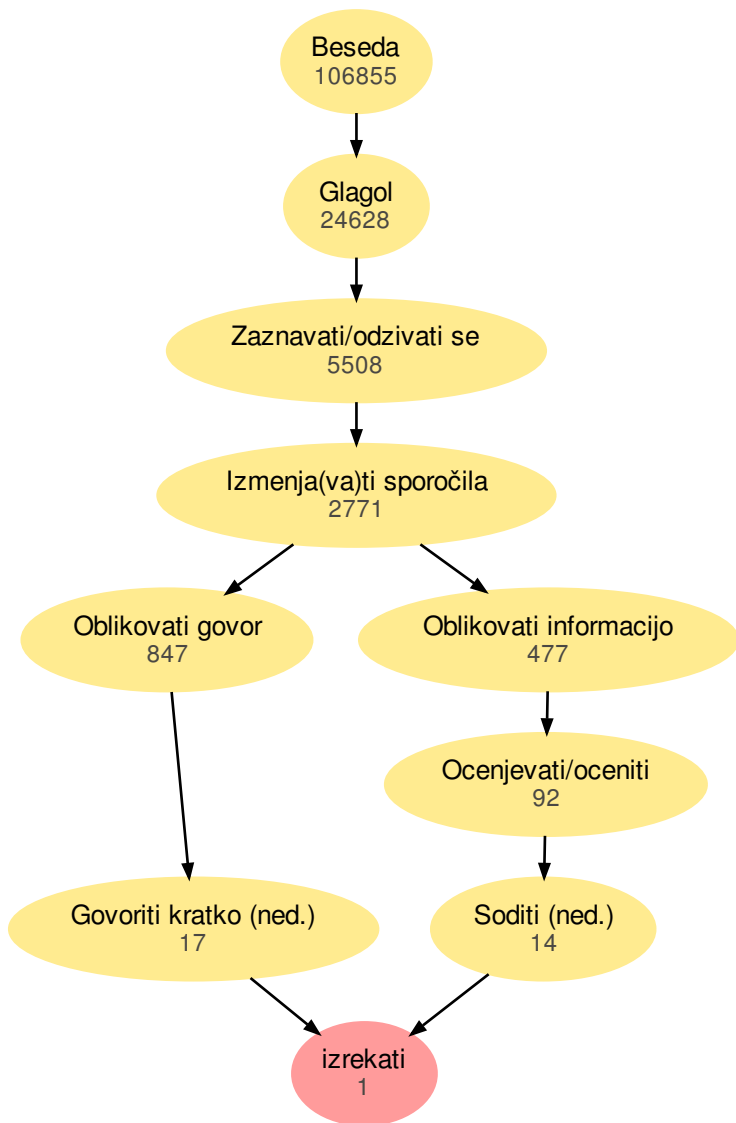 Beseda
106855
Glagol
24628
Zaznavati/odzivati se
5508
Izmenja(va)ti sporočila
2771
Oblikovati govor
847
Oblikovati informacijo
477
Ocenjevati/oceniti
92
Govoriti kratko (ned.)
17
Soditi (ned.)
14
izrekati
1